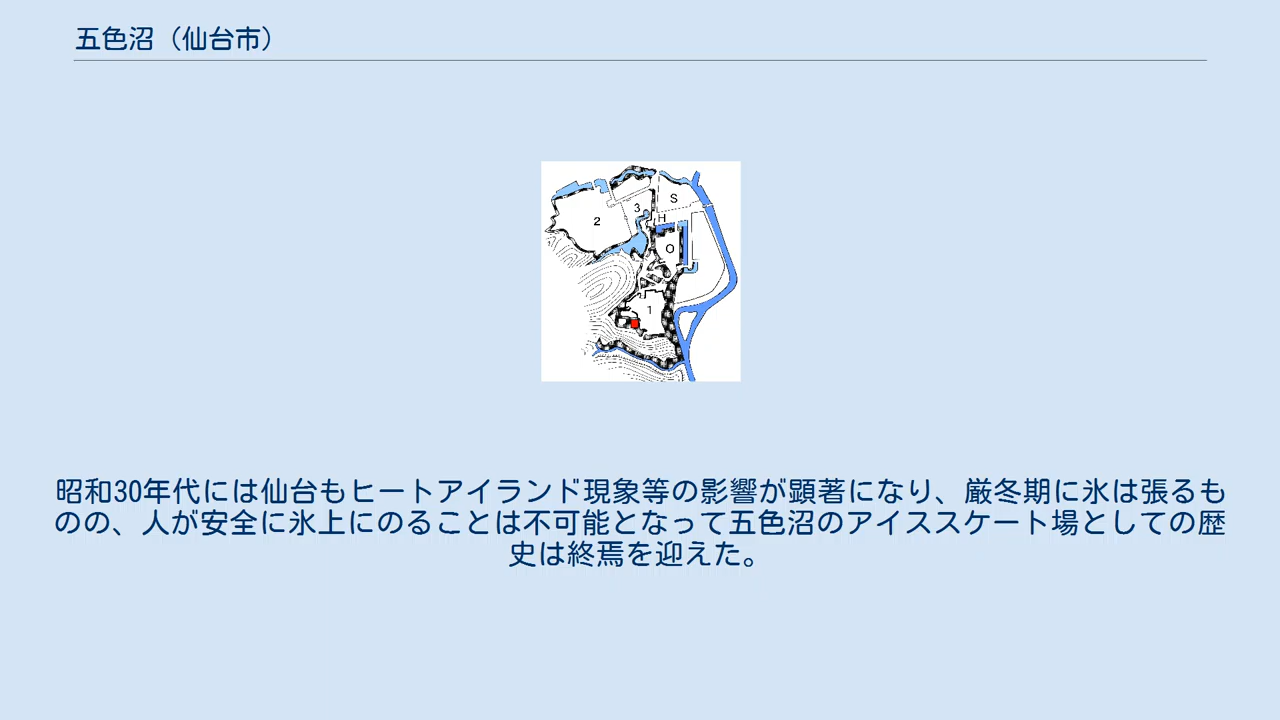 五色沼（仙台市）
S
3
2
H
O
1
昭和30年代には仙台もヒートアイランド現象等の影響が顕著になり、厳冬期に氷は張るも
のの、人が安全に氷上にのることは不可能となって五色沼のアイススケート場としての歴
史は終焉を迎えた。